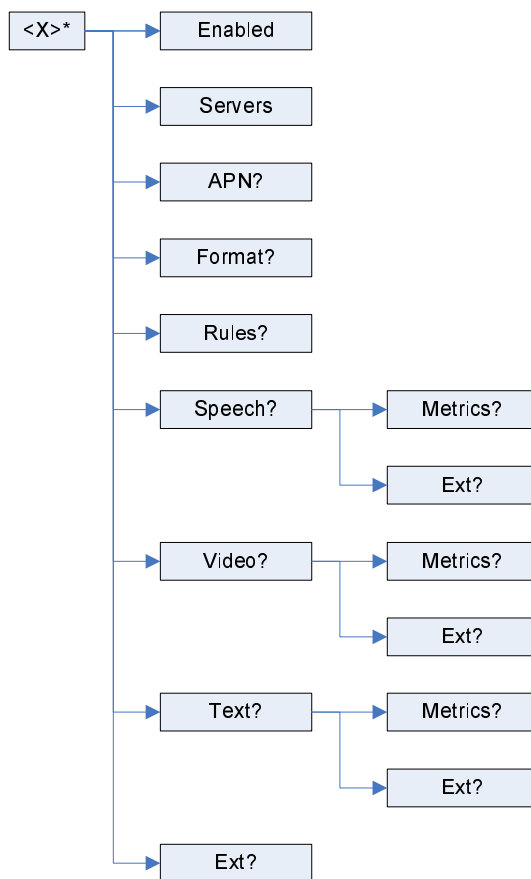 <X>*
Enabled
Servers
APN?
Format?
Rules?
Speech?
Metrics?
Ext?
Video?
Metrics?
Ext?
Text?
Metrics?
Ext?
Ext?